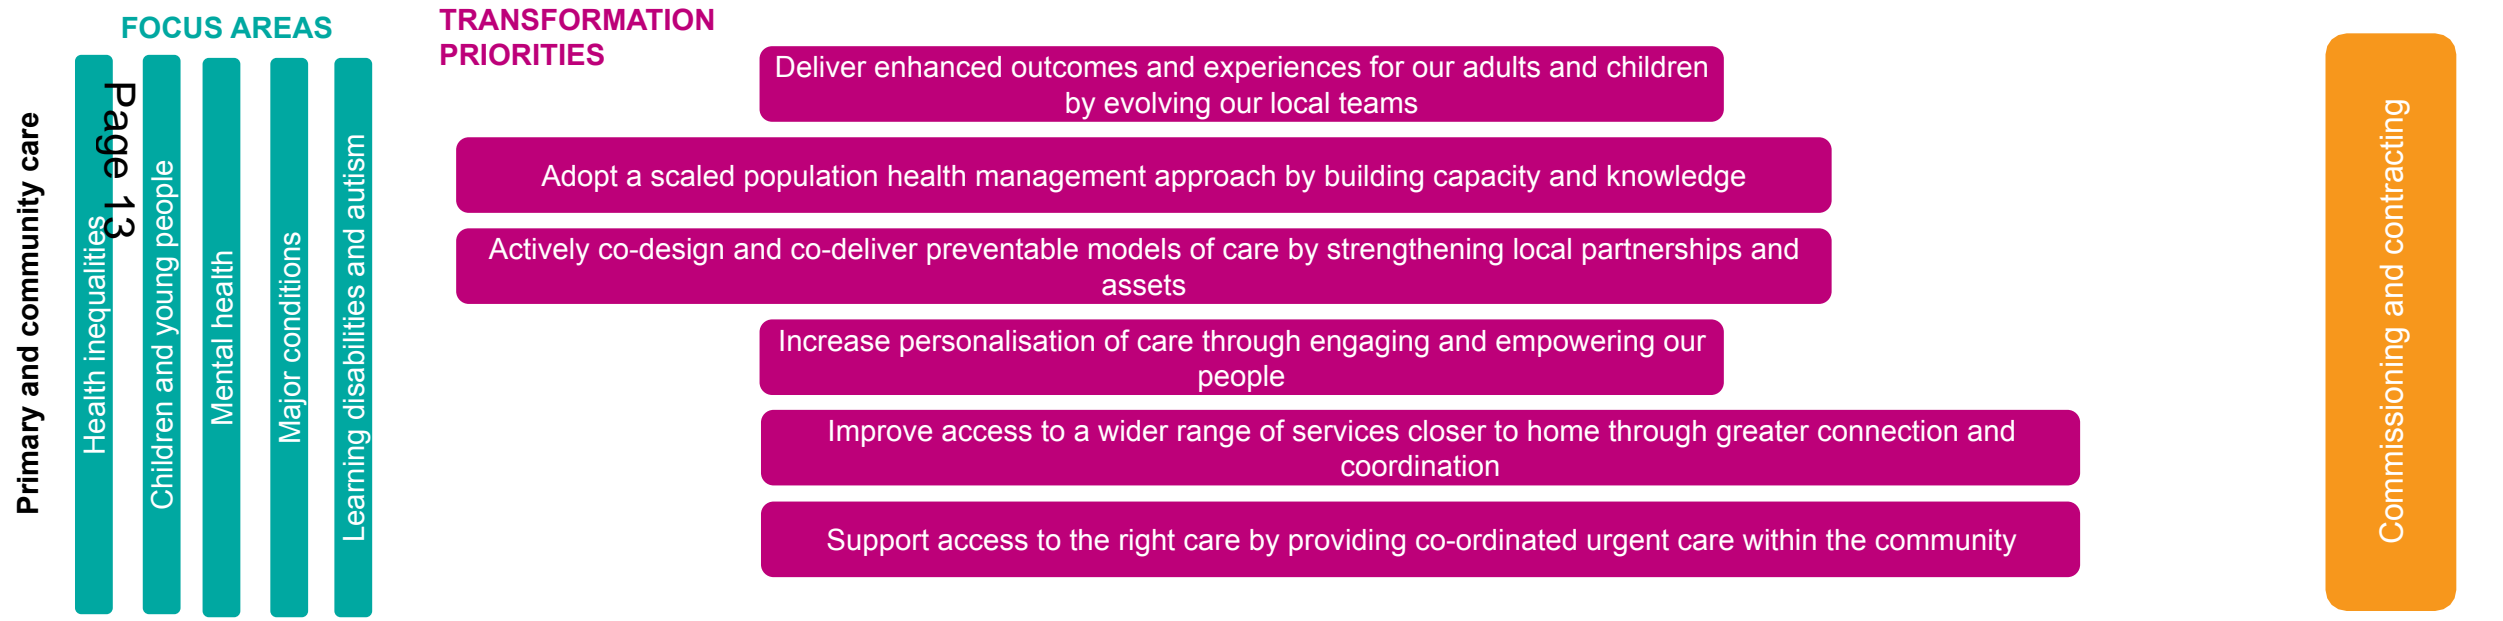 FOCUS AREAS
TRANSFORMATION
PRIORITIES
Primary and community care
Page 13
Health inequalities
Children and young people
Mental health
Major conditions
Learning disabilities and autism
Deliver enhanced outcomes and experiences for our adults and children
by evolving our local teams
Adopt a scaled population health management approach by building capacity and knowledge
Actively co-design and co-deliver preventable models of care by strengthening local partnerships and
assets
Increase personalisation of care through engaging and empowering our
people
Improve access to a wider range of services closer to home through greater connection and
coordination
Support access to the right care by providing co-ordinated urgent care within the community
Commissioning and contracting